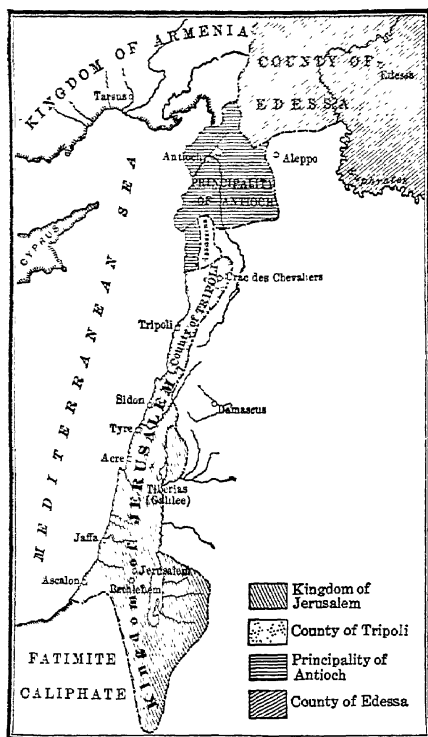 KINGDOM OF ARMENIA
COUNTY OF
EDESSA
Edessa
Tarsus
Antioch
Aleppo
PRINCIPALITY
OF ANTIOCH
Euphrates
CYPRUS
MEDITERRANEAN SEA
Crac des Chevaliers
County of TRIPOLI
Tripoli
Sidon
Damascus
Tyre
Acre
Tiberias
(Galilee)
Kingdom of JERUSALEM
Jaffa
Jerusalem
Ascalon
Bethlehem
FATIMITE
CALIPHATE
Kingdom of
Jerusalem
County of Tripoli
Principality of
Antioch
County of Edessa